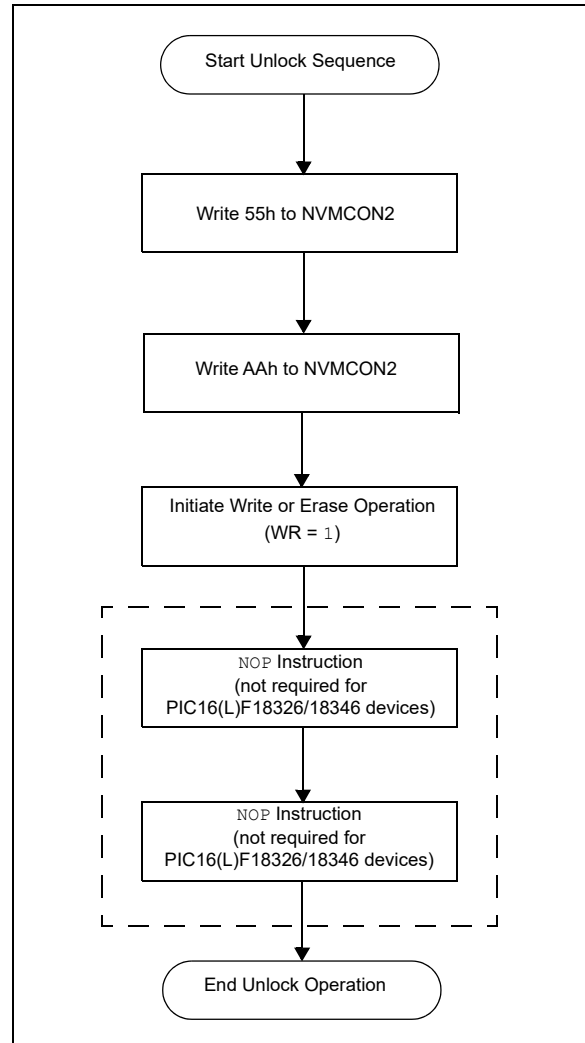 Start Unlock Sequence
Write 55h to NVMCON2
Write AAh to NVMCON2
Initiate Write or Erase Operation
(WR = 1)
NOP Instruction
(not required for
PIC16(L)F18326/18346 devices)
NOP Instruction
(not required for
PIC16(L)F18326/18346 devices)
End Unlock Operation